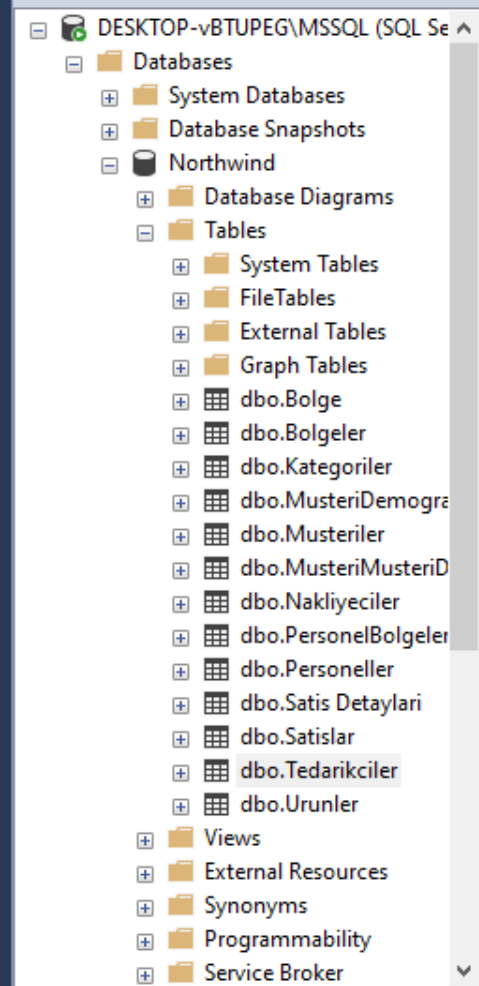 DESKTOP-vBTUPEG\MSSQL (SQL Se
Databases
System Databases
Database Snapshots
Northwind
Database Diagrams
Tables
System Tables
FileTables
External Tables
Graph Tables
dbo.Bolge
dbo.Bolgeler
dbo.Kategoriler
dbo.MusteriDemogra
dbo.Musteriler
dbo.MusteriMusteriD
dbo.Nakliyeciler
dbo.PersonelBolgeler
dbo.Personeller
dbo.Satis Detaylari
dbo.Satislar
dbo.Tedarikciler
dbo.Urunler
Views
External Resources
Synonyms
Programmability
Service Broker